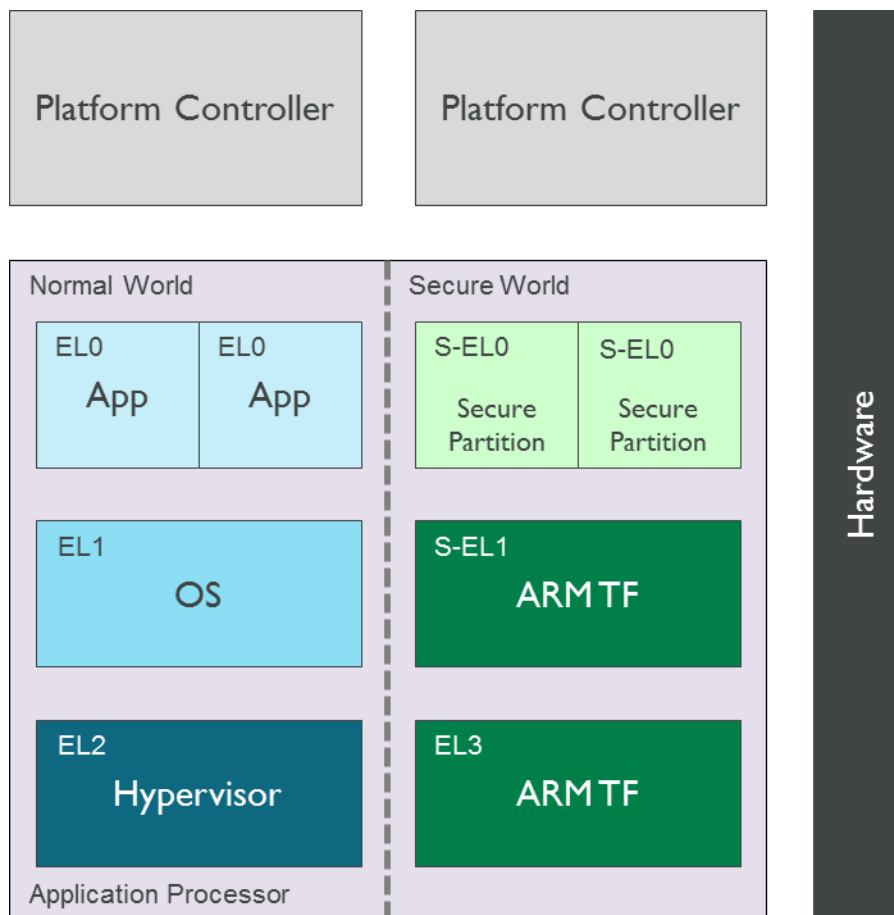 Platform Controller
Platform Controller
Hardware
Normal World
Secure World
EL0
EL0
App
App
S-EL0
S-EL0
Secure
Partition
Secure
Partition
EL1
OS
S-EL1
ARM TF
EL2
Hypervisor
EL3
ARM TF
Application Processor